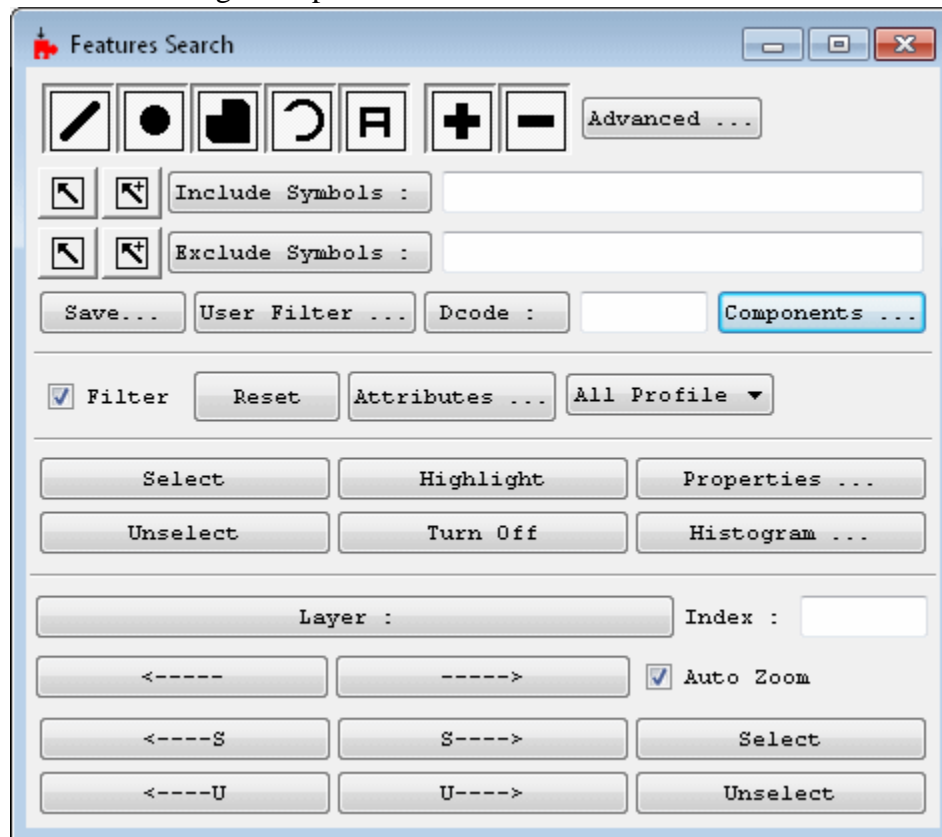 Features Search
Advanced ...
Include Symbols :
Exclude Symbols :
Save... User Filter ... Dcode : Components ...
Filter Reset Attributes ... All Profile
Select Highlight Properties ...
Unselect Turn Off Histogram ...
Layer : Index :
<----- -----> Auto Zoom
<----S S----> Select
<----U U----> Unselect